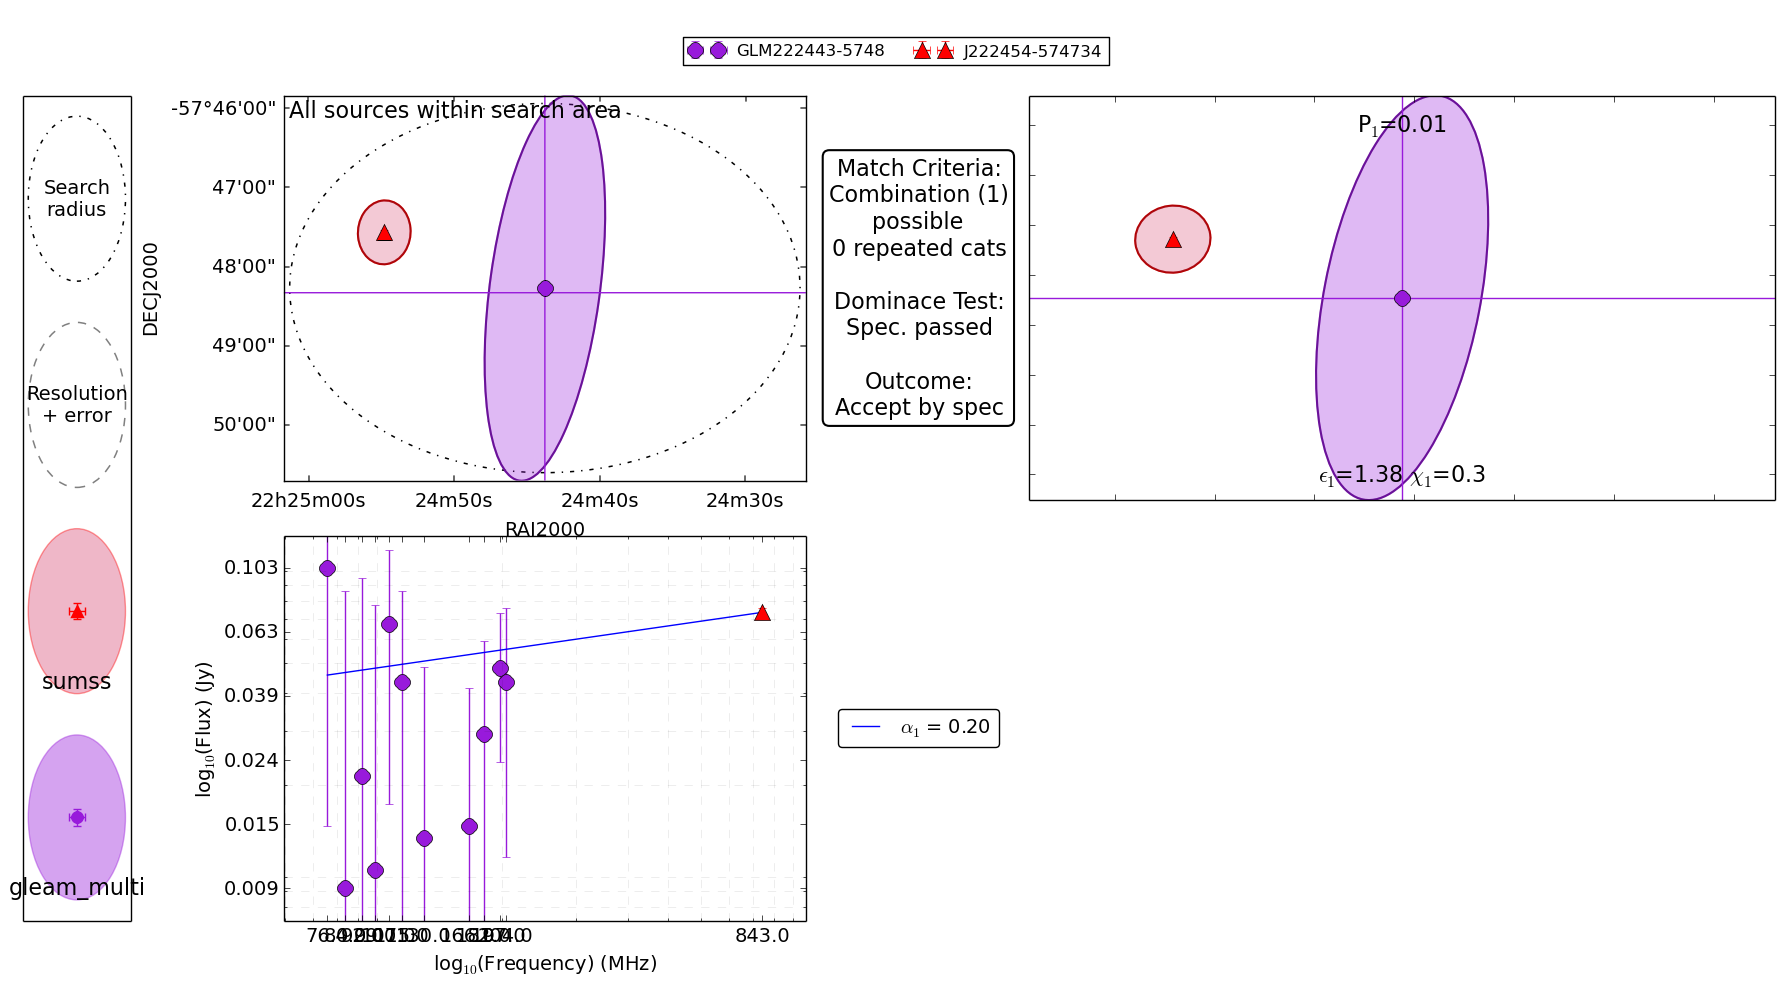 GLM222443-5748
J222454-574734
Search
radius
Resolution
+ error
sumss
gleam_multi
All sources within search area
-57°46'00"
47'00"
48'00"
49'00"
50'00"
DECJ2000
22h25m00s
24m50s
24m40s
24m30s
RAJ2000
Match Criteria:
Combination (1)
possible
0 repeated cats
Dominace Test:
Spec. passed
Outcome:
Accept by spec
P₁=0.01
ϵ₁=1.38 χ₁=0.3
0.103
0.063
0.039
0.024
0.015
0.009
log₁₀(Flux) (Jy)
843.0
log₁₀(Frequency) (MHz)
α₁ = 0.20